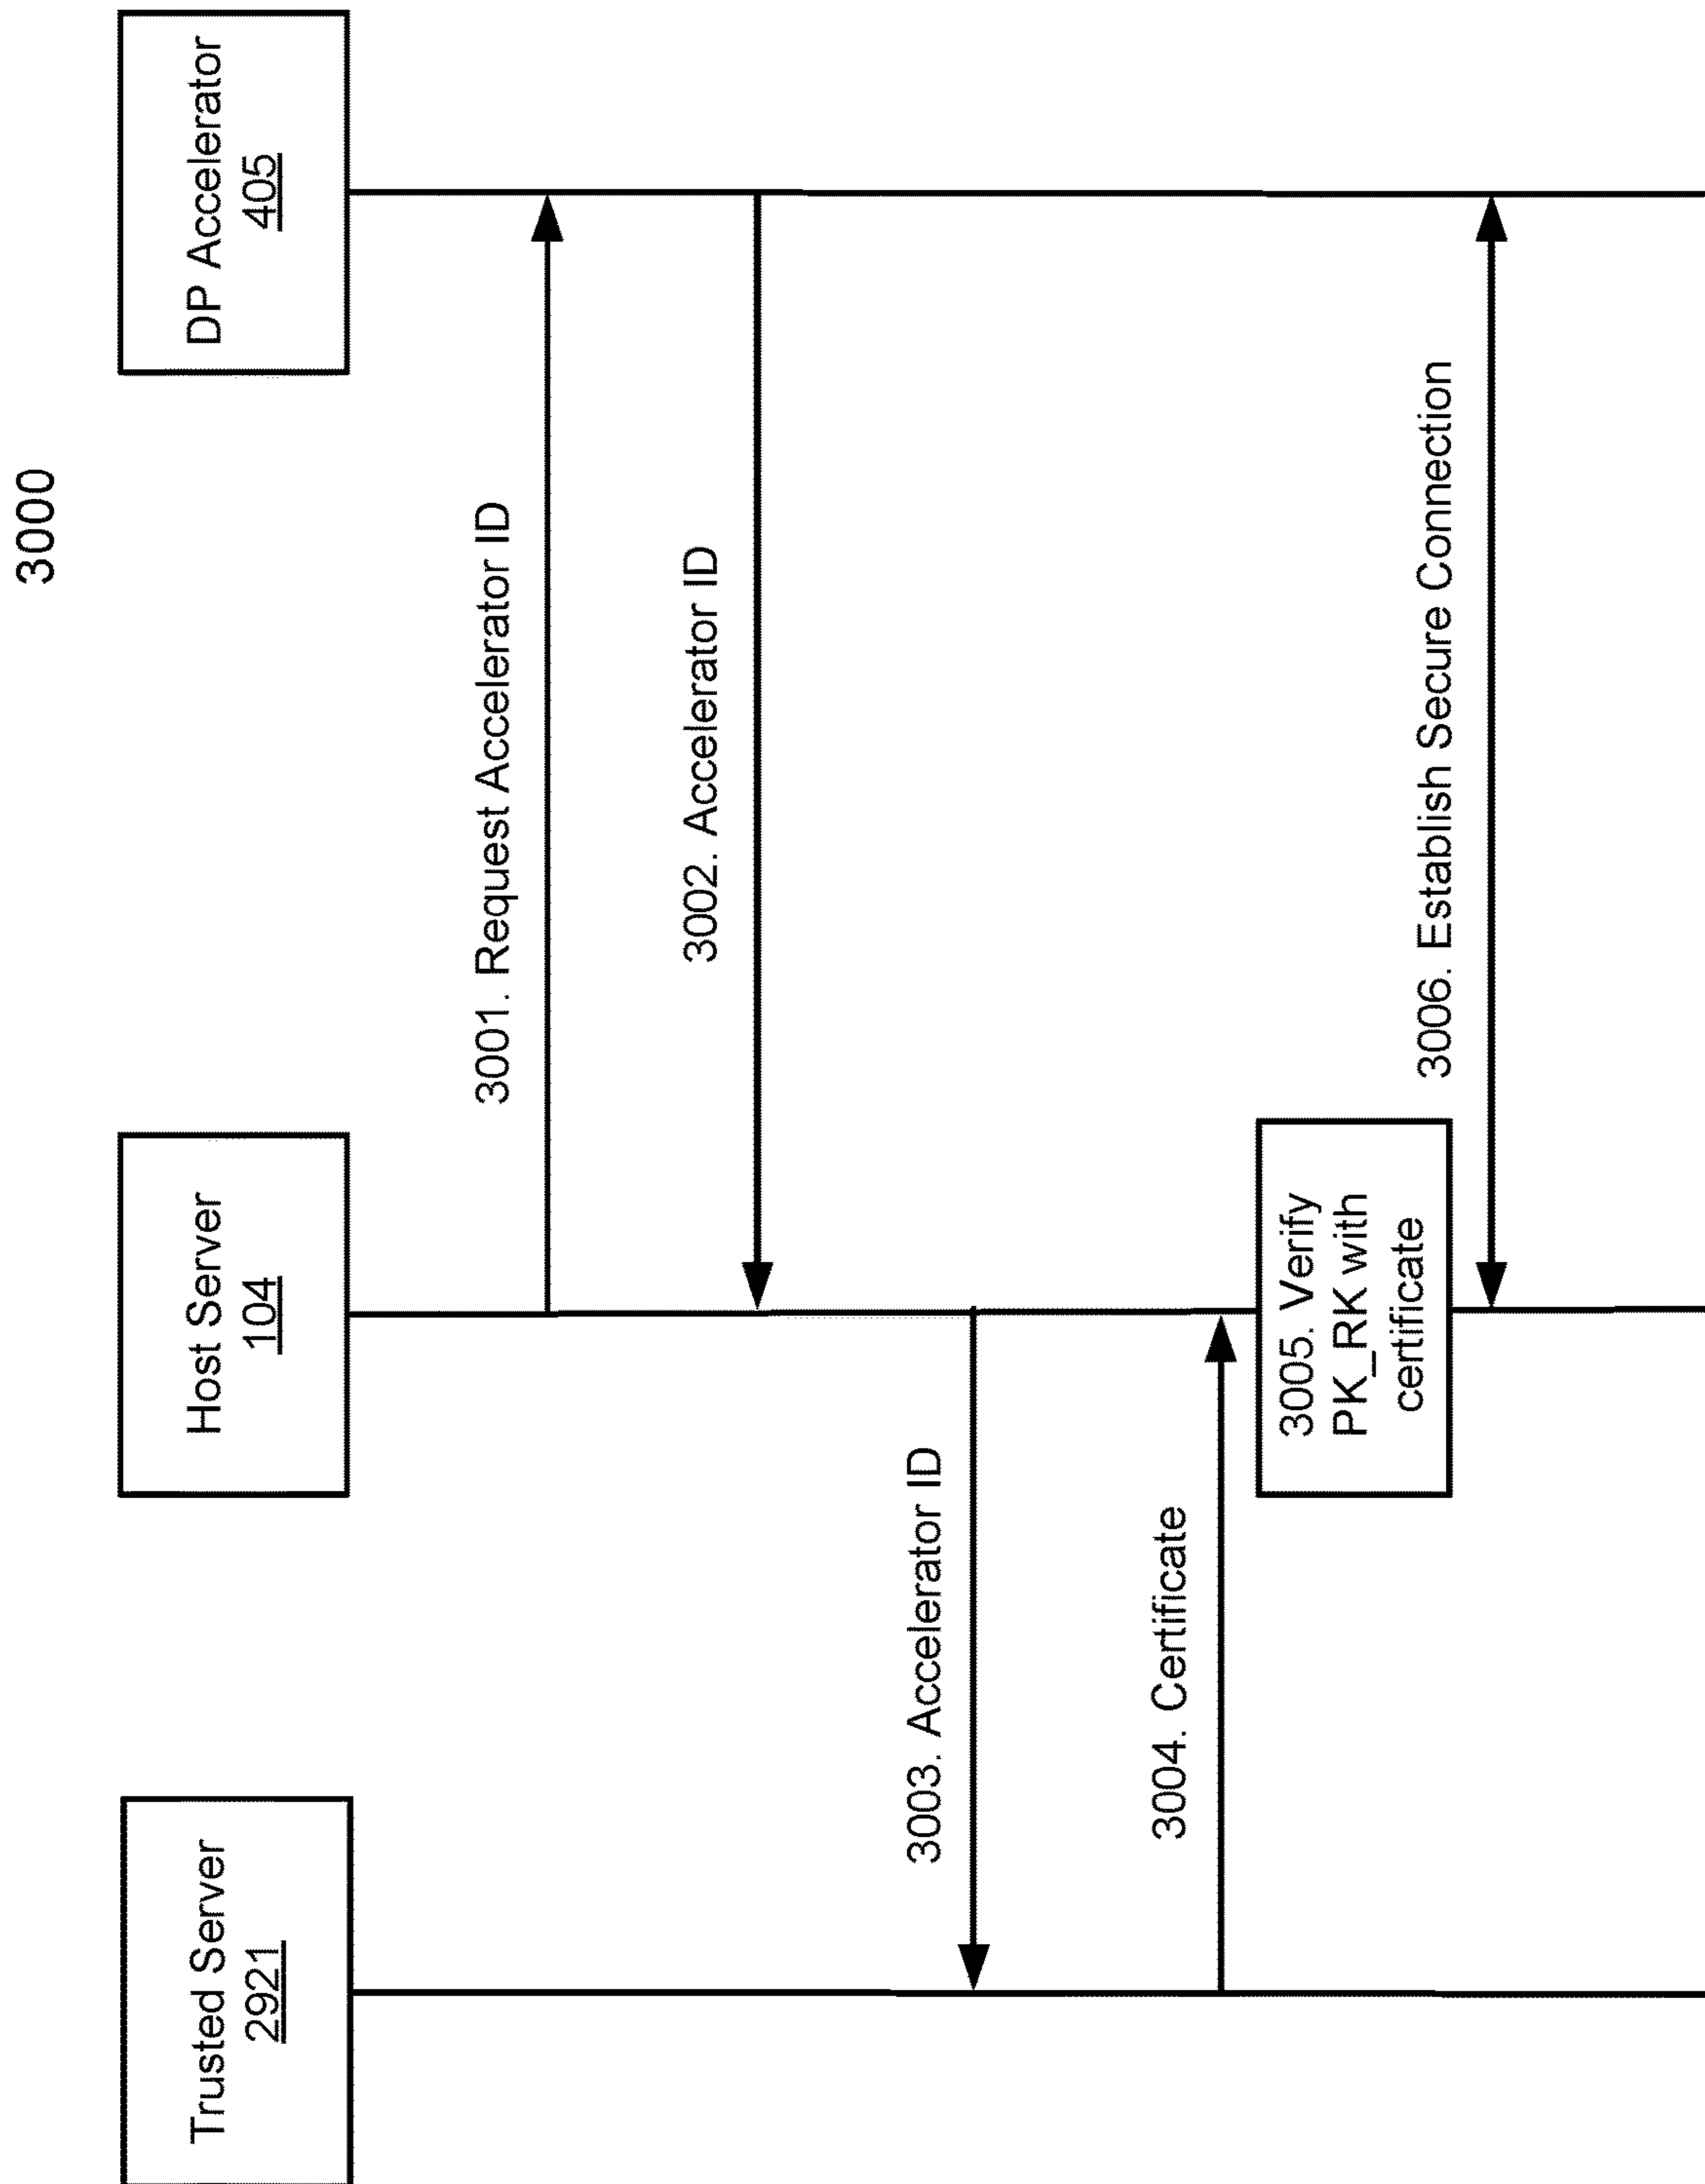 3000
Trusted Server
2921
Host Server
104
DP Accelerator
405
3001. Request Accelerator ID
3002. Accelerator ID
3003. Accelerator ID
3004. Certificate
3005. Verify
PK_RK with
certificate
3006. Establish Secure Connection